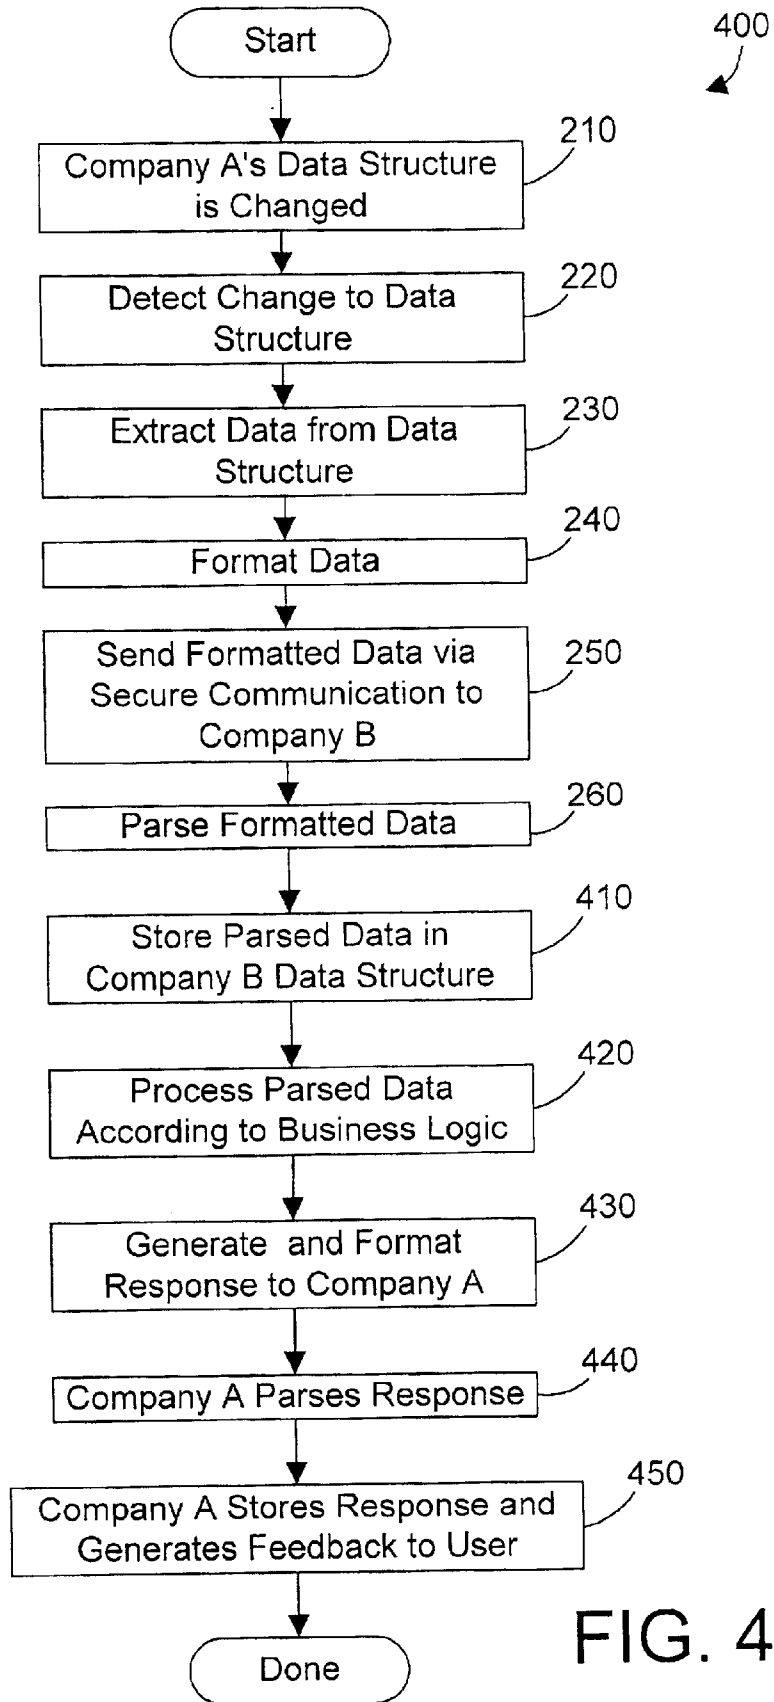 Start
400
210
Company A's Data Structure
is Changed
220
Detect Change to Data
Structure
230
Extract Data from Data
Structure
240
Format Data
250
Send Formatted Data via
Secure Communication to
Company B
260
Parse Formatted Data
410
Store Parsed Data in
Company B Data Structure
420
Process Parsed Data
According to Business Logic
430
Generate and Format
Response to Company A
440
Company A Parses Response
450
Company A Stores Response and
Generates Feedback to User
Done
FIG. 4